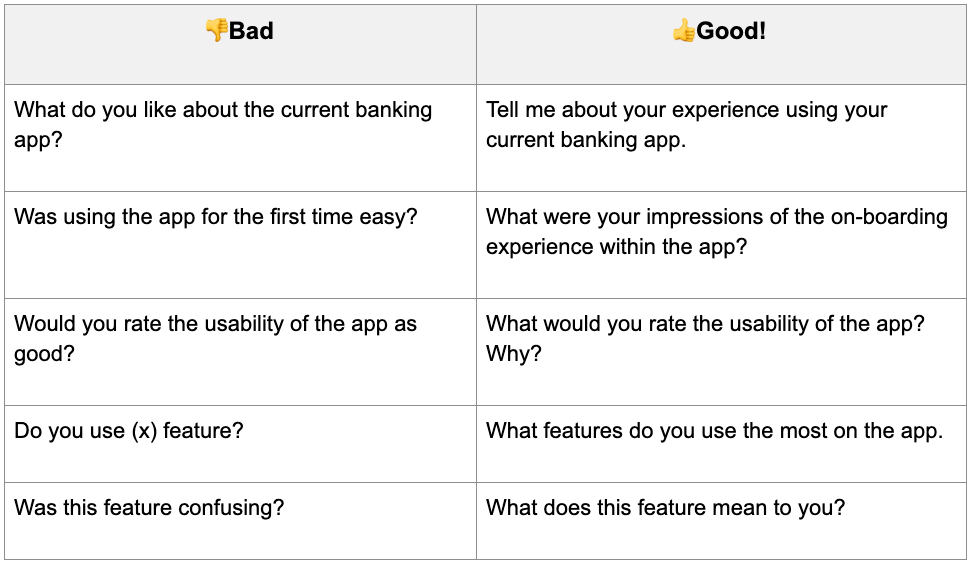 👎Bad
👍Good!
What do you like about the current banking
app?
Tell me about your experience using your
current banking app.
Was using the app for the first time easy?
What were your impressions of the on-boarding
experience within the app?
Would you rate the usability of the app as
good?
What would you rate the usability of the app?
Why?
Do you use (x) feature?
What features do you use the most on the app.
Was this feature confusing?
What does this feature mean to you?